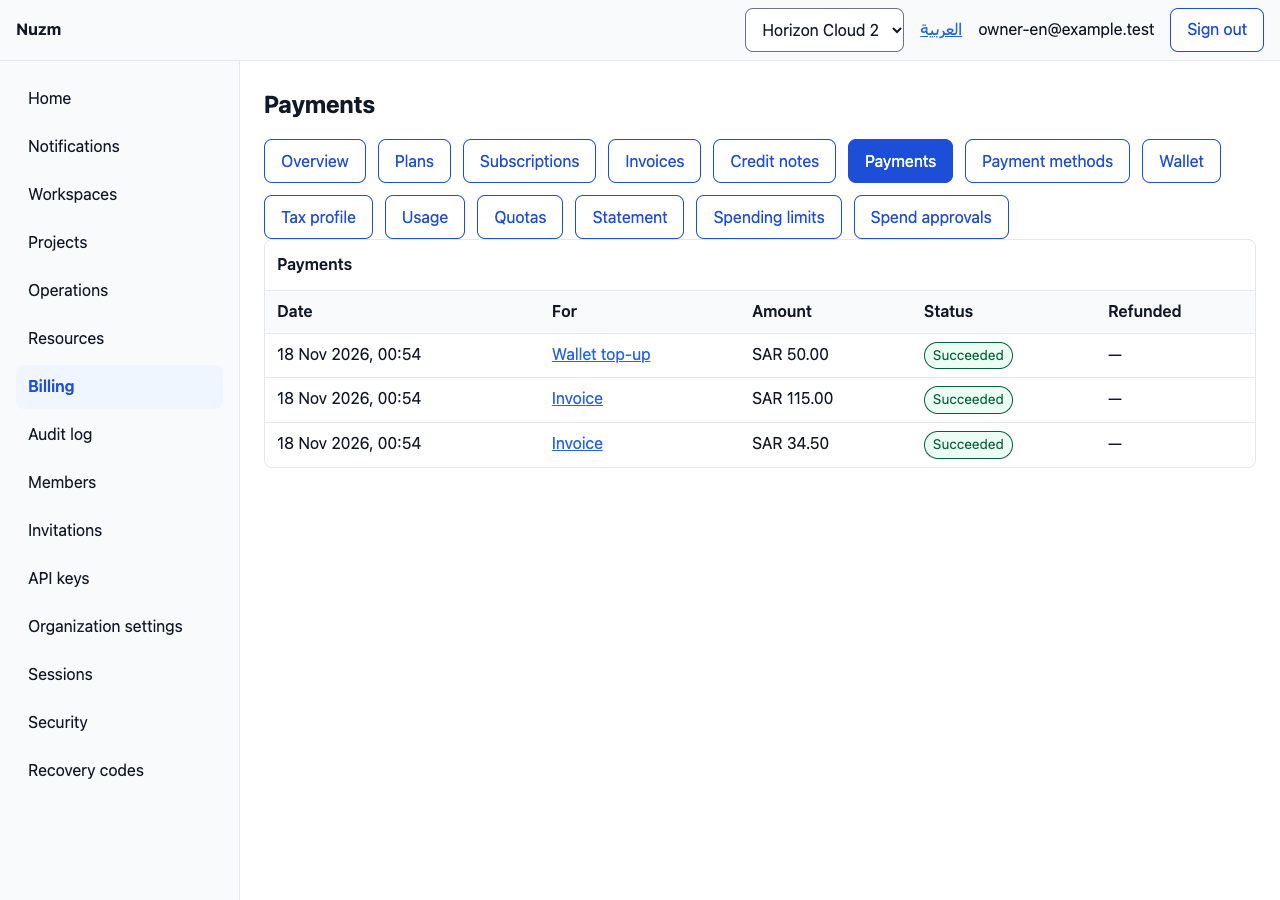 Nuzm
Horizon Cloud 2
العربية
owner-en@example.test
Sign out
Home
Notifications
Workspaces
Projects
Operations
Resources
Billing
Audit log
Members
Invitations
API keys
Organization settings
Sessions
Security
Recovery codes
Payments
Overview Plans Subscriptions Invoices Credit notes Payments Payment methods Wallet
Tax profile Usage Quotas Statement Spending limits Spend approvals
Payments
Date For Amount Status Refunded
18 Nov 2026, 00:54 Wallet top-up SAR 50.00 Succeeded —
18 Nov 2026, 00:54 Invoice SAR 115.00 Succeeded —
18 Nov 2026, 00:54 Invoice SAR 34.50 Succeeded —